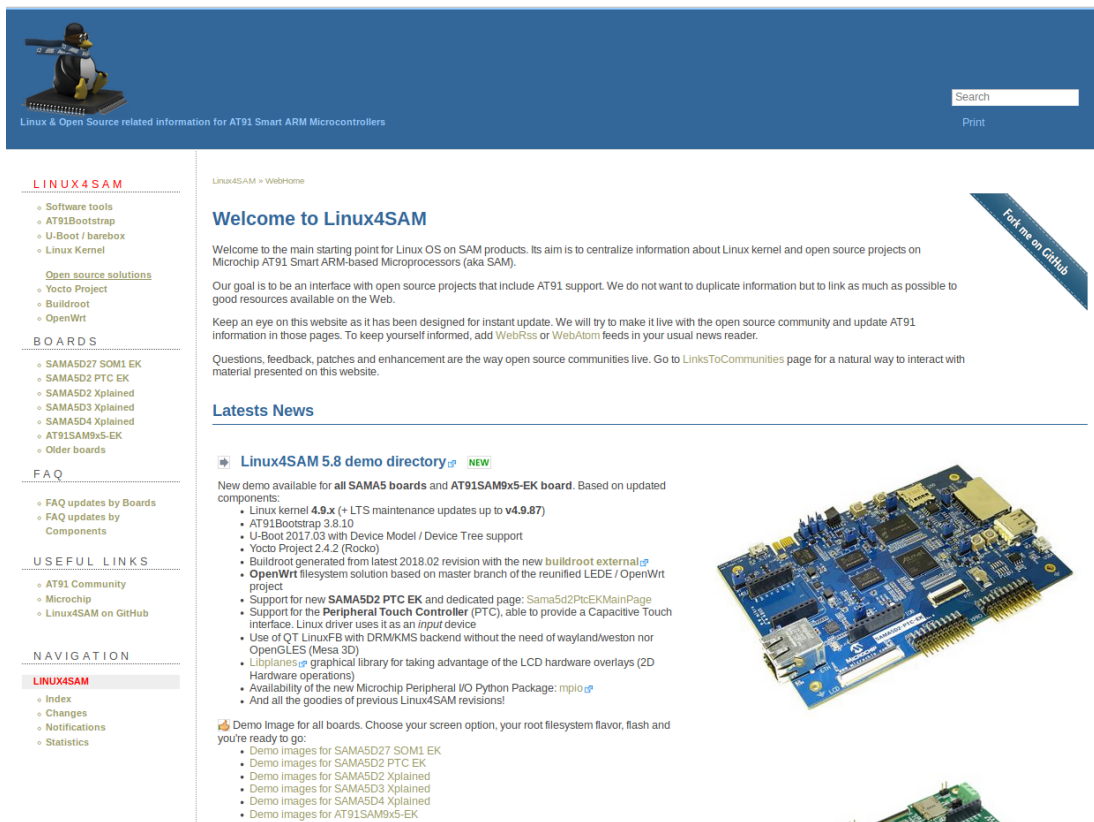 Linux & Open Source related information for AT91 Smart ARM Microcontrollers
Search
Print
LINUX4SAM
Software tools
AT91Bootstrap
U-Boot / barebox
Linux Kernel
Open source solutions
Yocto Project
Buildroot
OpenWrt
BOARDS
SAMA5D27 SOM1 EK
SAMA5D2 PTC EK
SAMA5D2 Xplained
SAMA5D3 Xplained
SAMA5D4 Xplained
AT91SAM9x5-EK
Older boards
FAQ
FAQ updates by Boards
FAQ updates by
Components
USEFUL LINKS
AT91 Community
Microchip
Linux4SAM on GitHub
NAVIGATION
LINUX4SAM
Index
Changes
Notifications
Statistics
Linux4SAM » WebHome
Fork me on GitHub
Welcome to Linux4SAM
Welcome to the main starting point for Linux OS on SAM products. Its aim is to centralize information about Linux kernel and open source projects on
Microchip AT91 Smart ARM-based Microprocessors (aka SAM).
Our goal is to be an interface with open source projects that include AT91 support. We do not want to duplicate information but to link as much as possible to
good resources available on the Web.
Keep an eye on this website as it has been designed for instant update. We will try to make it live with the open source community and update AT91
information in those pages. To keep yourself informed, add WebRss or WebAtom feeds in your usual news reader.
Questions, feedback, patches and enhancement are the way open source communities live. Go to LinksToCommunities page for a natural way to interact with
material presented on this website.
Latests News
Linux4SAM 5.8 demo directory NEW
New demo available for all SAMA5 boards and AT91SAM9x5-EK board. Based on updated
components:
Linux kernel 4.9.x (+ LTS maintenance updates up to v4.9.87)
AT91Bootstrap 3.8.10
U-Boot 2017.03 with Device Model / Device Tree support
Yocto Project 2.4.2 (Rocko)
Buildroot generated from latest 2018.02 revision with the new buildroot external
OpenWrt filesystem solution based on master branch of the reunified LEDE / OpenWrt
project
Support for new SAMA5D2 PTC EK and dedicated page: Sama5d2PtcEKMainPage
Support for the Peripheral Touch Controller (PTC), able to provide a Capacitive Touch
interface. Linux driver uses it as an input device
Use of QT LinuxFB with DRM/KMS backend without the need of wayland/weston nor
OpenGLES (Mesa 3D)
Libplanes graphical library for taking advantage of the LCD hardware overlays (2D
Hardware operations)
Availability of the new Microchip Peripheral I/O Python Package: mpio
And all the goodies of previous Linux4SAM revisions!
Demo Image for all boards. Choose your screen option, your root filesystem flavor, flash and
you're ready to go:
Demo images for SAMA5D27 SOM1 EK
Demo images for SAMA5D2 PTC EK
Demo images for SAMA5D2 Xplained
Demo images for SAMA5D3 Xplained
Demo images for SAMA5D4 Xplained
Demo images for AT91SAM9x5-EK
SAMA5D2-PTC-EK
MICROCHIP
ETH
LCD